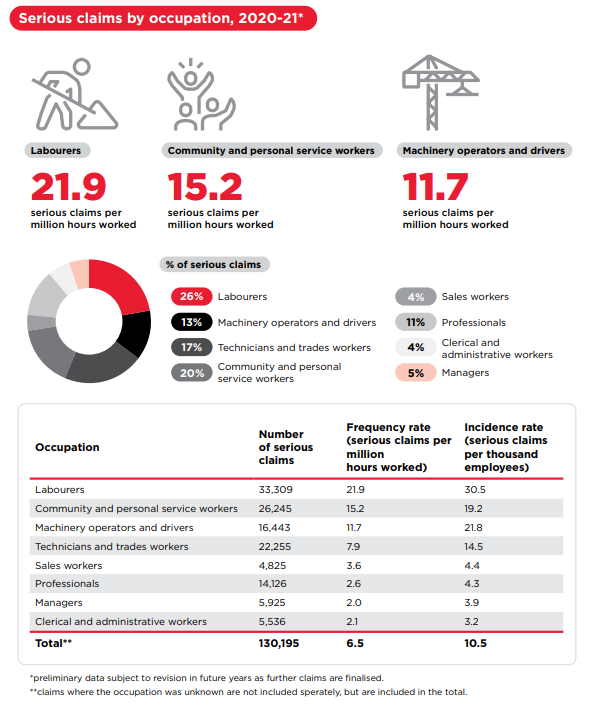 Serious claims by occupation, 2020-21*
Labourers
21.9
serious claims per
million hours worked
Community and personal service workers
15.2
serious claims per
million hours worked
Machinery operators and drivers
11.7
serious claims per
million hours worked
% of serious claims
26% Labourers
13% Machinery operators and drivers
17% Technicians and trades workers
20% Community and personal
service workers
4% Sales workers
11% Professionals
4% Clerical and
administrative workers
5% Managers
Occupation
Number
of serious
claims
Frequency rate
(serious claims per
million
hours worked)
Incidence rate
(serious claims
per thousand
employees)
Labourers 33,309 21.9 30.5
Community and personal service workers 26,245 15.2 19.2
Machinery operators and drivers 16,443 11.7 21.8
Technicians and trades workers 22,255 7.9 14.5
Sales workers 4,825 3.6 4.4
Professionals 14,126 2.6 4.3
Managers 5,925 2.0 3.9
Clerical and administrative workers 5,536 2.1 3.2
Total** 130,195 6.5 10.5
*preliminary data subject to revision in future years as further claims are finalised.
**claims where the occupation was unknown are not included sperately, but are included in the total.